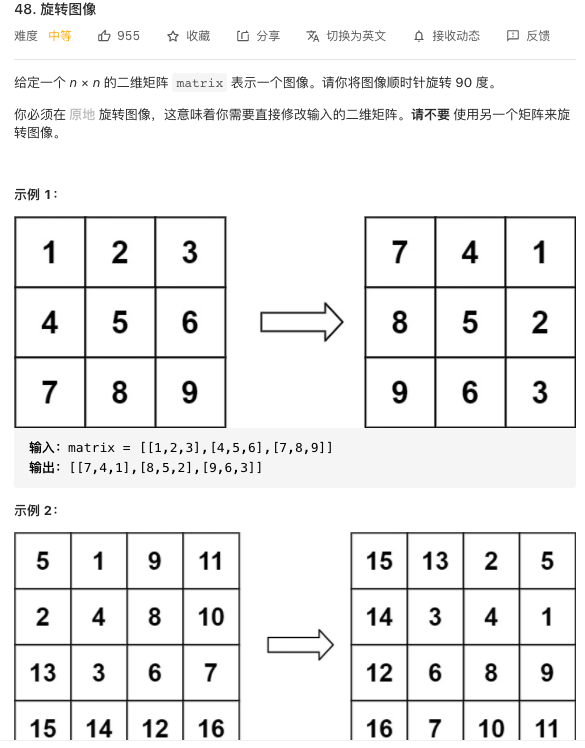 48. 旋转图像
难度 中等 955 收藏 分享 切换为英文 接收动态 反馈
给定一个 n × n 的二维矩阵 matrix 表示一个图像。请你将图像顺时针旋转 90 度。
你必须在 原地 旋转图像，这意味着你需要直接修改输入的二维矩阵。请不要 使用另一个矩阵来旋
转图像。
示例 1：
1 2 3 7 4 1
4 5 6 8 5 2
7 8 9 9 6 3
输入：matrix = [[1,2,3],[4,5,6],[7,8,9]]
输出：[[7,4,1],[8,5,2],[9,6,3]]
示例 2：
5 1 9 11 15 13 2 5
2 4 8 10 14 3 4 1
13 3 6 7 12 6 8 9
15 14 12 16 16 7 10 11